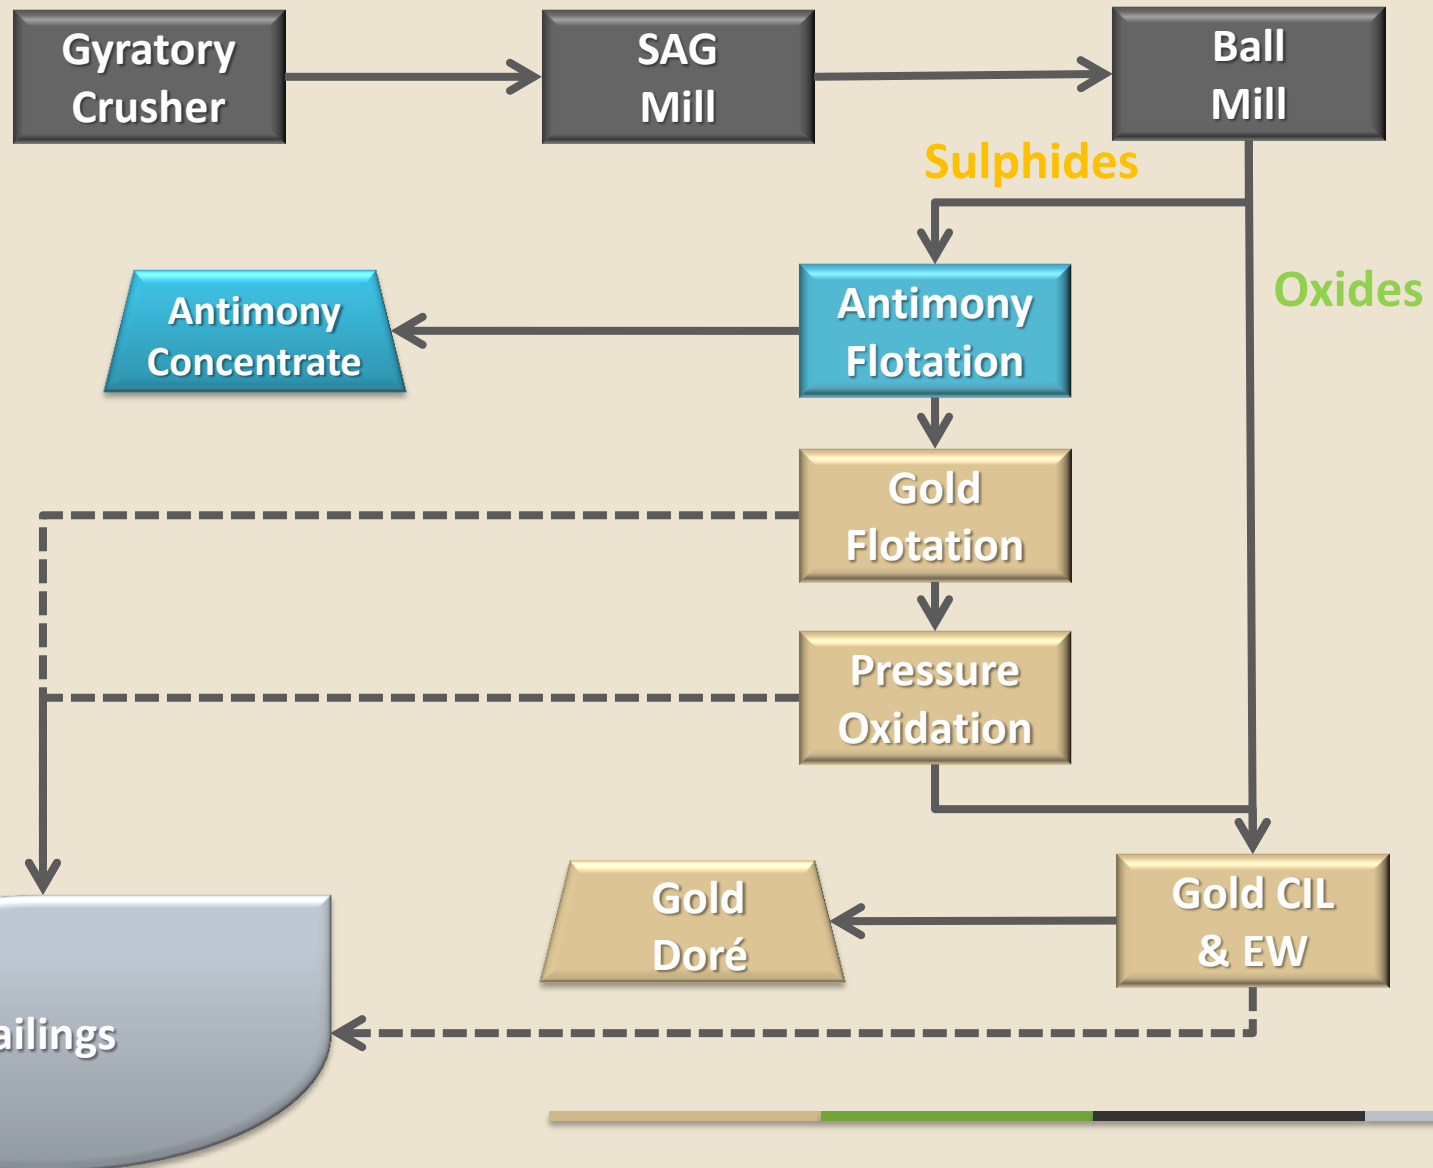 Gyratory
Crusher
SAG
Mill
Ball
Mill
Sulphides
Oxides
Antimony
Concentrate
Antimony
Flotation
Gold
Flotation
Pressure
Oxidation
Gold
Doré
Gold CIL
& EW
ailings